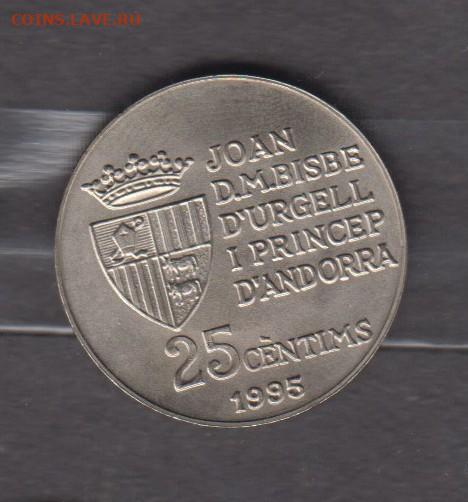 COINS.LAVE.RU
JOAN
D.M.BISBE
D'URGELL
I PRINCEP
D'ANDORRA
25 CÈNTIMS
1995